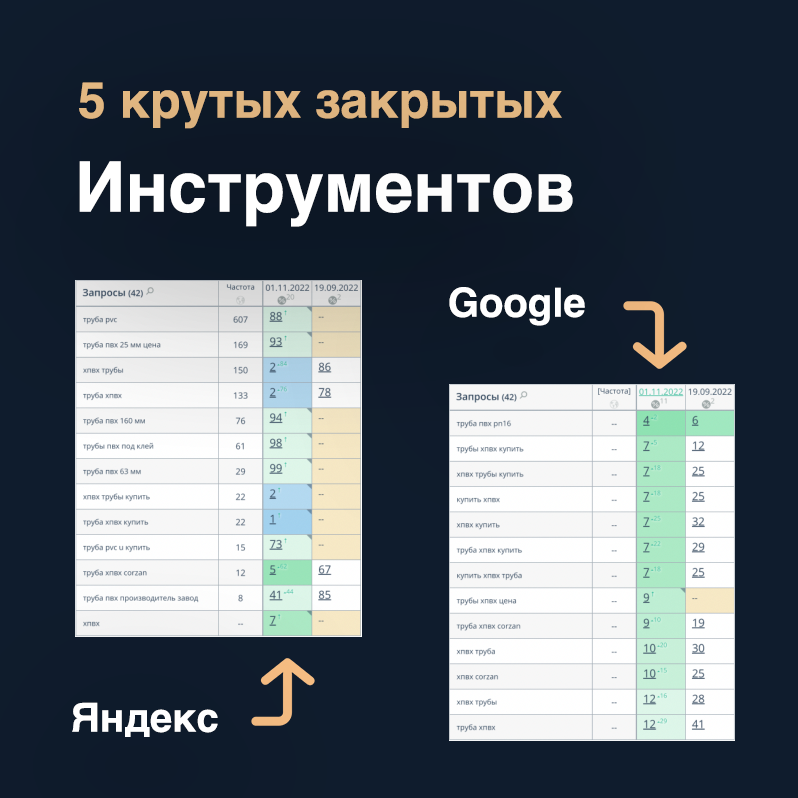 5 крутых закрытых
Инструментов
Запросы (42) Частота 01.11.2022 19.09.2022
20 2
труба pvc 607 88 ↑ --
труба пвх 25 мм цена 169 93 ↑ --
хпвх трубы 150 2 +84 86
труба хпвх 133 2 +76 78
труба пвх 160 мм 76 94 ↑ --
трубы пвх под клей 61 98 ↑ --
труба пвх 63 мм 29 99 ↑ --
хпвх трубы купить 22 2 ↑ --
труба хпвх купить 22 1 ↑ --
труба pvc u купить 15 73 ↑ --
труба хпвх corzan 12 5 +62 67
труба пвх производитель завод 8 41 +44 85
хпвх -- 7 ↑ --
Яндекс
Google
Запросы (42) [Частота] 01.11.2022 19.09.2022
11 2
труба пвх pn16 -- 4 +2 6
трубы хпвх купить -- 7 +5 12
хпвх трубы купить -- 7 +18 25
купить хпвх -- 7 +18 25
хпвх купить -- 7 +25 32
труба хпвх купить -- 7 +22 29
купить хпвх труба -- 7 +18 25
трубы хпвх цена -- 9 ↑ --
труба хпвх corzan -- 9 +10 19
хпвх труба -- 10 +20 30
хпвх corzan -- 10 +15 25
хпвх трубы -- 12 +16 28
труба хпвх -- 12 +29 41